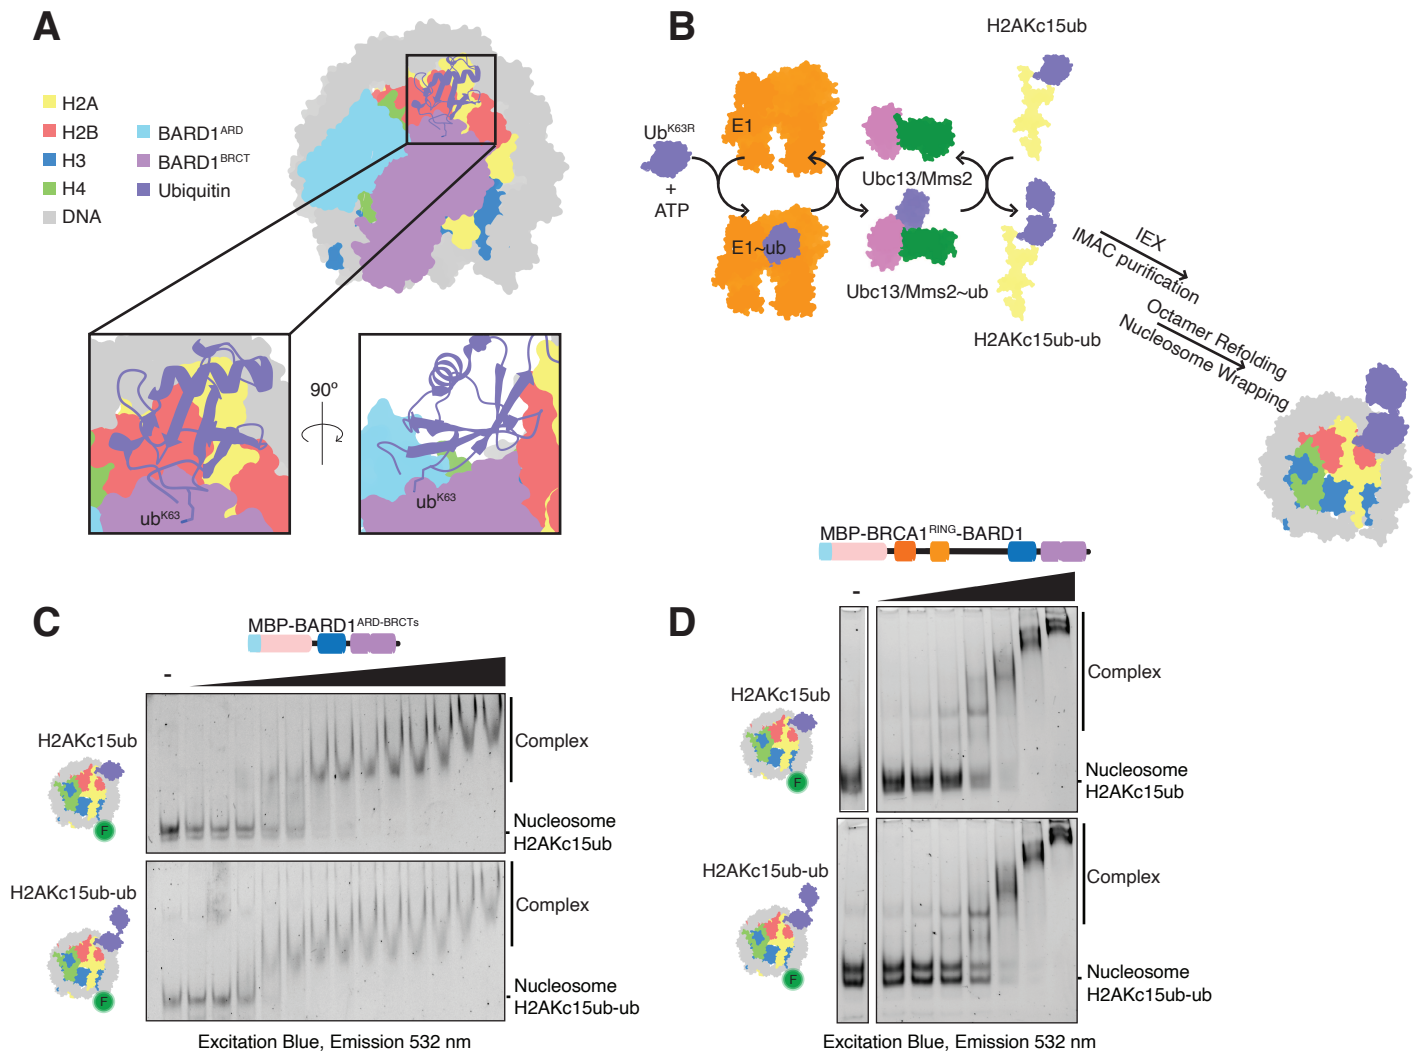 A
H2A
H2B
H3
H4
DNA
BARD1ARD
BARD1BRCT
Ubiquitin
90º
ubK63
ubK63
B
UbK63R
+
ATP
E1
E1~ub
Ubc13/Mms2
Ubc13/Mms2~ub
H2AKc15ub
H2AKc15ub-ub
IEX
IMAC purification
Octamer Refolding
Nucleosome Wrapping
C
MBP-BARD1ARD-BRCTs
-
H2AKc15ub
F
Complex
Nucleosome
H2AKc15ub
H2AKc15ub-ub
F
Complex
Nucleosome
H2AKc15ub-ub
Excitation Blue, Emission 532 nm
D
MBP-BRCA1RING-BARD1
-
H2AKc15ub
F
Complex
Nucleosome
H2AKc15ub
H2AKc15ub-ub
F
Complex
Nucleosome
H2AKc15ub-ub
Excitation Blue, Emission 532 nm